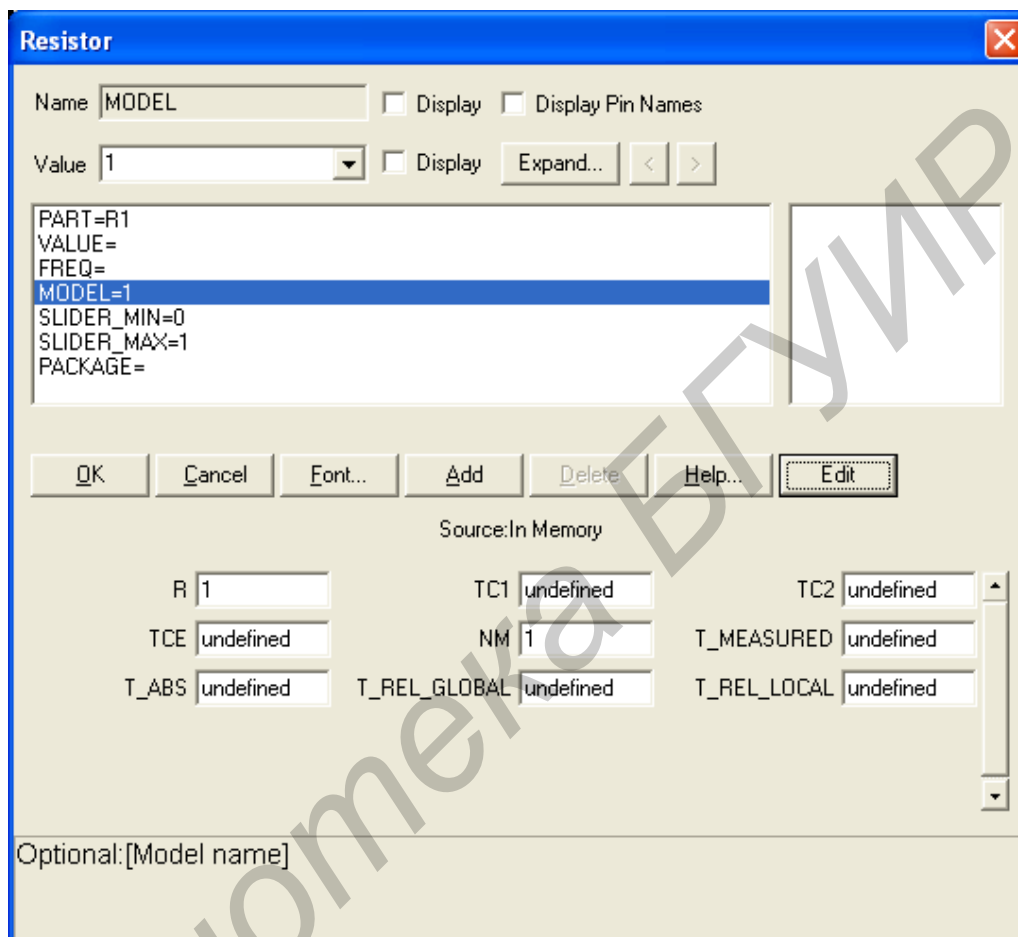 Resistor
Name MODEL Display Display Pin Names
Value 1 Display Expand... < >
PART=R1
VALUE=
FREQ=
MODEL=1
SLIDER_MIN=0
SLIDER_MAX=1
PACKAGE=
OK Cancel Font... Add Delete Help... Edit
Source:In Memory
R 1 TC1 undefined TC2 undefined
TCE undefined NM 1 T_MEASURED undefined
T_ABS undefined T_REL_GLOBAL undefined T_REL_LOCAL undefined
Optional:[Model name]
БГУИР